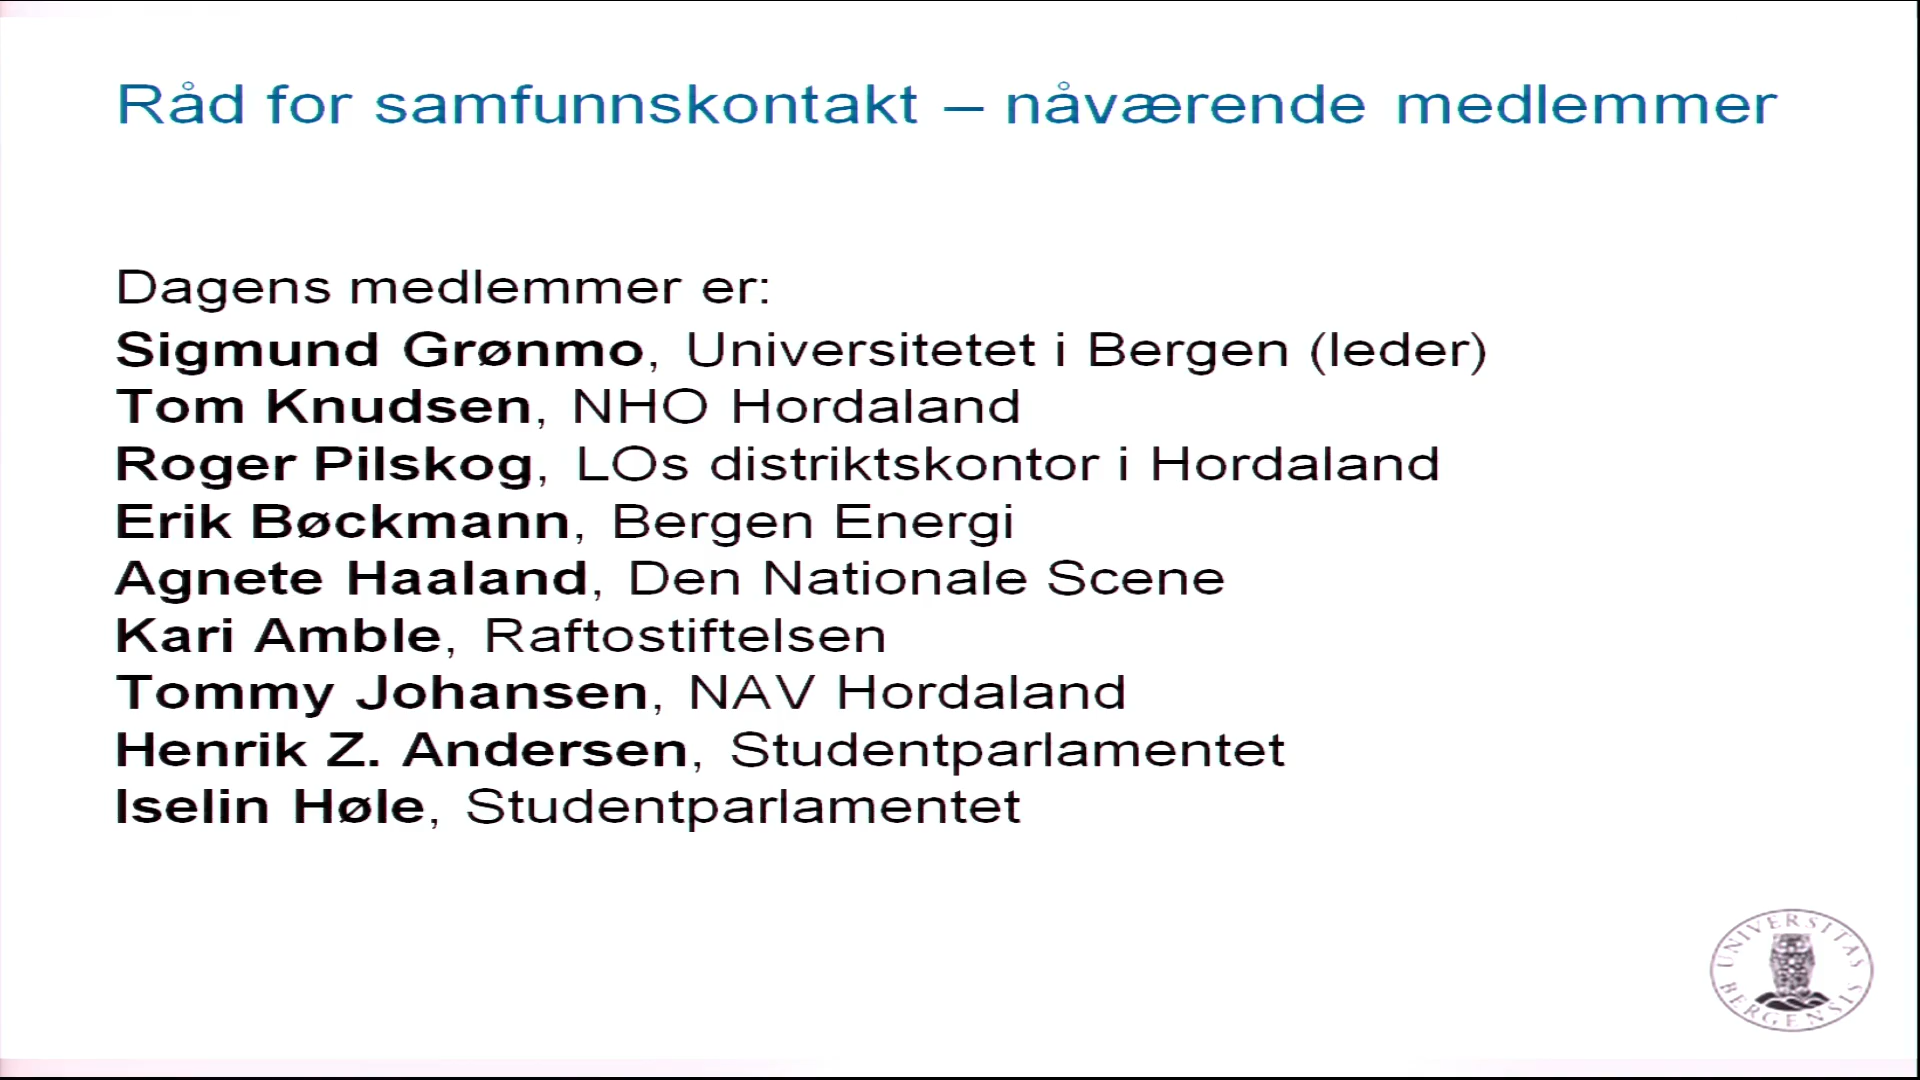 Råd for samfunnskontakt – nåværende medlemmer
Dagens medlemmer er:
Sigmund Grønmo, Universitetet i Bergen (leder)
Tom Knudsen, NHO Hordaland
Roger Pilskog, LOs distriktskontor i Hordaland
Erik Bøckmann, Bergen Energi
Agnete Haaland, Den Nationale Scene
Kari Amble, Raftostiftelsen
Tommy Johansen, NAV Hordaland
Henrik Z. Andersen, Studentparlamentet
Iselin Høle, Studentparlamentet
UNIVERSITAS
BERGENSIS